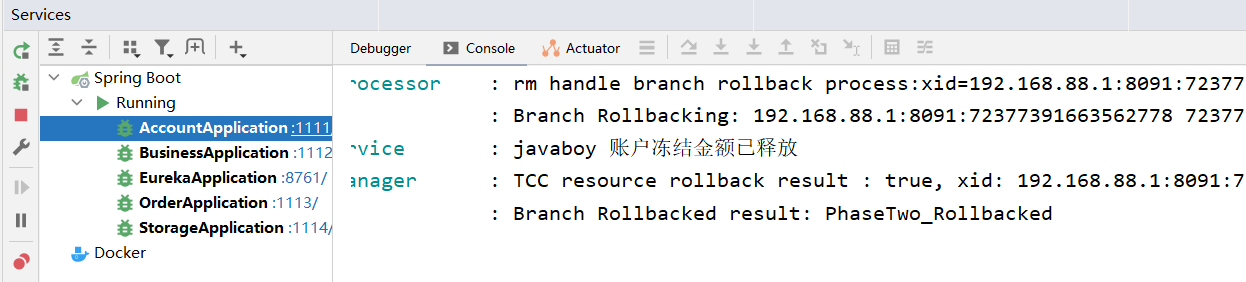 Services
Debugger Console Actuator
Spring Boot
Running
AccountApplication :1111
BusinessApplication :1112
EurekaApplication :8761/
OrderApplication :1113/
StorageApplication :1114/
Docker
rocessor : rm handle branch rollback process:xid=192.168.88.1:8091:72377
: Branch Rollbacking: 192.168.88.1:8091:72377391663562778 72377
rvice : javaboy 账户冻结金额已释放
anager : TCC resource rollback result : true, xid: 192.168.88.1:8091:7
: Branch Rollbacked result: PhaseTwo_Rollbacked